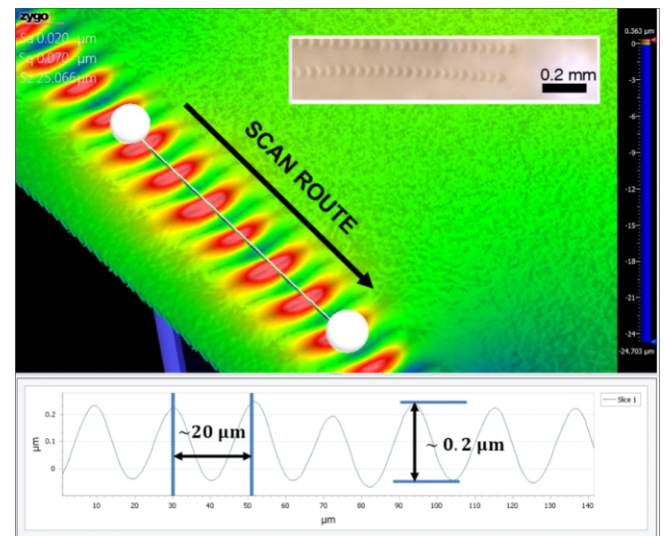 zygo
Sa 0.020 µm
Sq 0.070 µm
Sz 25.066 µm
0.2 mm
SCAN ROUTE
0.363 µm
0-
-3-
-6-
-9-
-12-
-15-
-18-
-21-
-24-
-24.703 µm
Slice 1
~20 µm
~ 0.2 µm
0.2
0.1
0
µm
10 20 30 40 50 60 70 80 90 100 110 120 130 140
µm